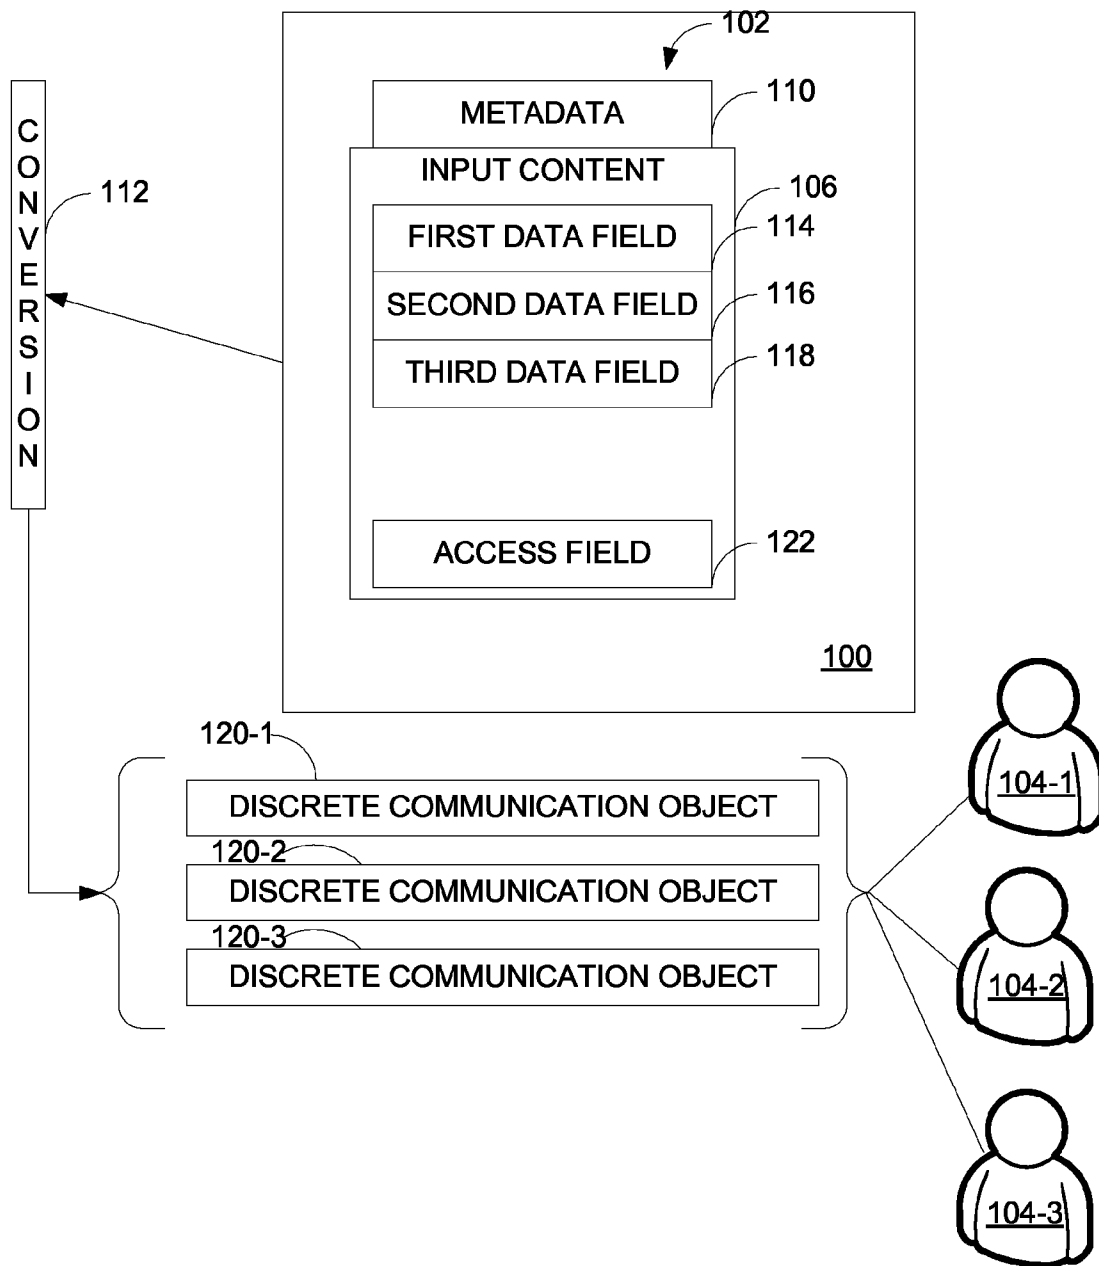 102
METADATA
110
INPUT CONTENT
106
FIRST DATA FIELD
114
SECOND DATA FIELD
116
THIRD DATA FIELD
118
ACCESS FIELD
122
100
CONVERSION
112
120-1
DISCRETE COMMUNICATION OBJECT
120-2
DISCRETE COMMUNICATION OBJECT
120-3
DISCRETE COMMUNICATION OBJECT
104-1
104-2
104-3